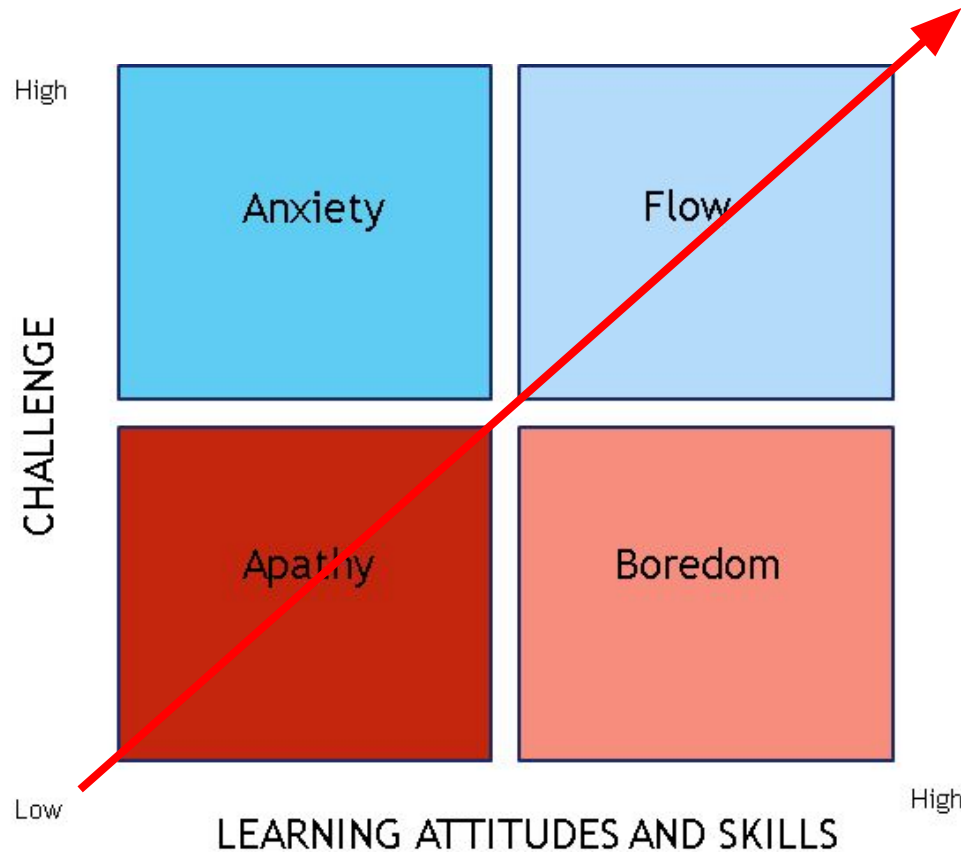 High
Anxiety
Flow
CHALLENGE
Apathy
Boredom
Low
High
LEARNING ATTITUDES AND SKILLS